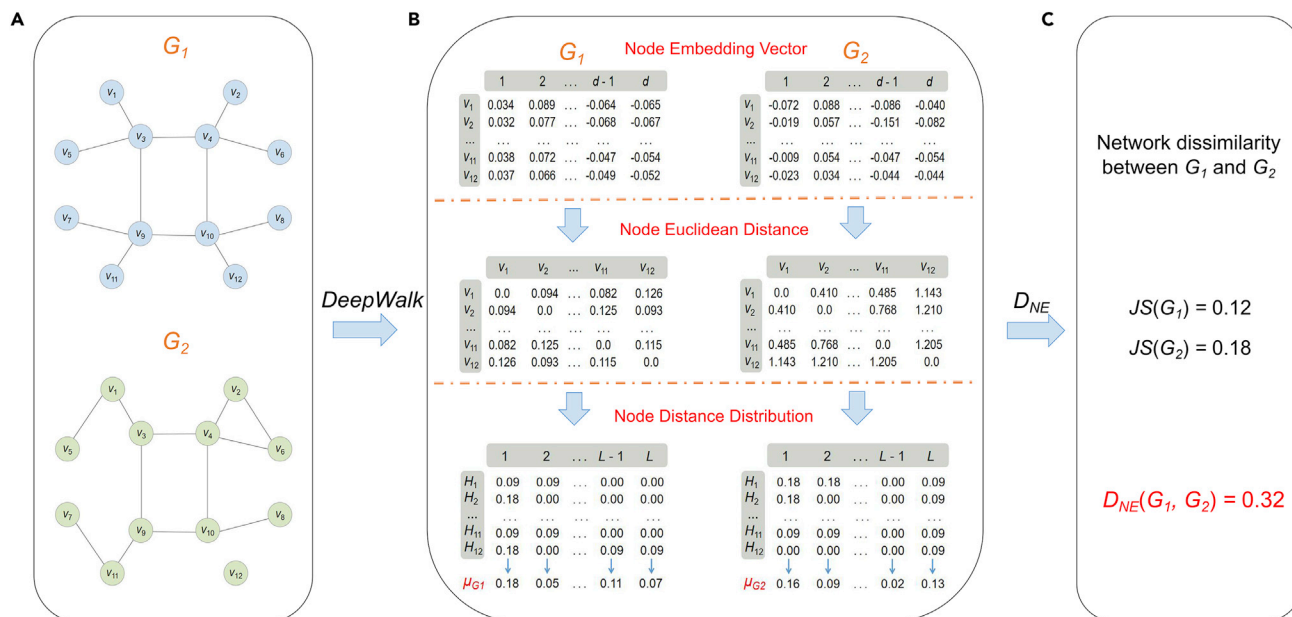 A
G1
V1
V2
V3
V4
V5
V6
V7
V8
V9
V10
V11
V12
G2
V1
V2
V3
V4
V5
V6
V7
V8
V9
V10
V11
V12
DeepWalk
B
Node Embedding Vector
G1 G2
1 2 ... d - 1 d
V1 0.034 0.089 ... -0.064 -0.065
V2 0.032 0.077 ... -0.068 -0.067
... ... ... ... ... ...
V11 0.038 0.072 ... -0.047 -0.054
V12 0.037 0.066 ... -0.049 -0.052
1 2 ... d - 1 d
V1 -0.072 0.088 ... -0.086 -0.040
V2 -0.019 0.057 ... -0.151 -0.082
... ... ... ... ... ...
V11 -0.009 0.054 ... -0.047 -0.054
V12 -0.023 0.034 ... -0.044 -0.044
Node Euclidean Distance
V1 V2 ... V11 V12
V1 0.0 0.094 ... 0.082 0.126
V2 0.094 0.0 ... 0.125 0.093
... ... ... ... ... ...
V11 0.082 0.125 ... 0.0 0.115
V12 0.126 0.093 ... 0.115 0.0
V1 V2 ... V11 V12
V1 0.0 0.410 ... 0.485 1.143
V2 0.410 0.0 ... 0.768 1.210
... ... ... ... ... ...
V11 0.485 0.768 ... 0.0 1.205
V12 1.143 1.210 ... 1.205 0.0
Node Distance Distribution
1 2 ... L - 1 L
H1 0.09 0.09 ... 0.00 0.00
H2 0.18 0.00 ... 0.00 0.00
... ... ... ... ... ...
H11 0.09 0.09 ... 0.00 0.00
H12 0.18 0.00 ... 0.09 0.09
μG1 0.18 0.05 ... 0.11 0.07
1 2 ... L - 1 L
H1 0.18 0.18 ... 0.00 0.09
H2 0.18 0.00 ... 0.00 0.09
... ... ... ... ... ...
H11 0.09 0.09 ... 0.00 0.09
H12 0.00 0.00 ... 0.00 0.09
μG2 0.16 0.09 ... 0.02 0.13
DNE
C
Network dissimilarity
between G1 and G2
JS(G1) = 0.12
JS(G2) = 0.18
DNE(G1, G2) = 0.32